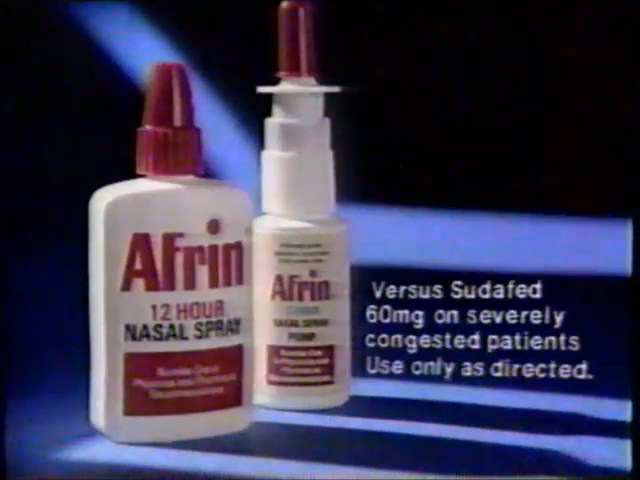 Afrin
12 HOUR
NASAL SPRAY
Afrin
NASAL SPRAY
PUMP
Versus Sudafed
60mg on severely
congested patients
Use only as directed.